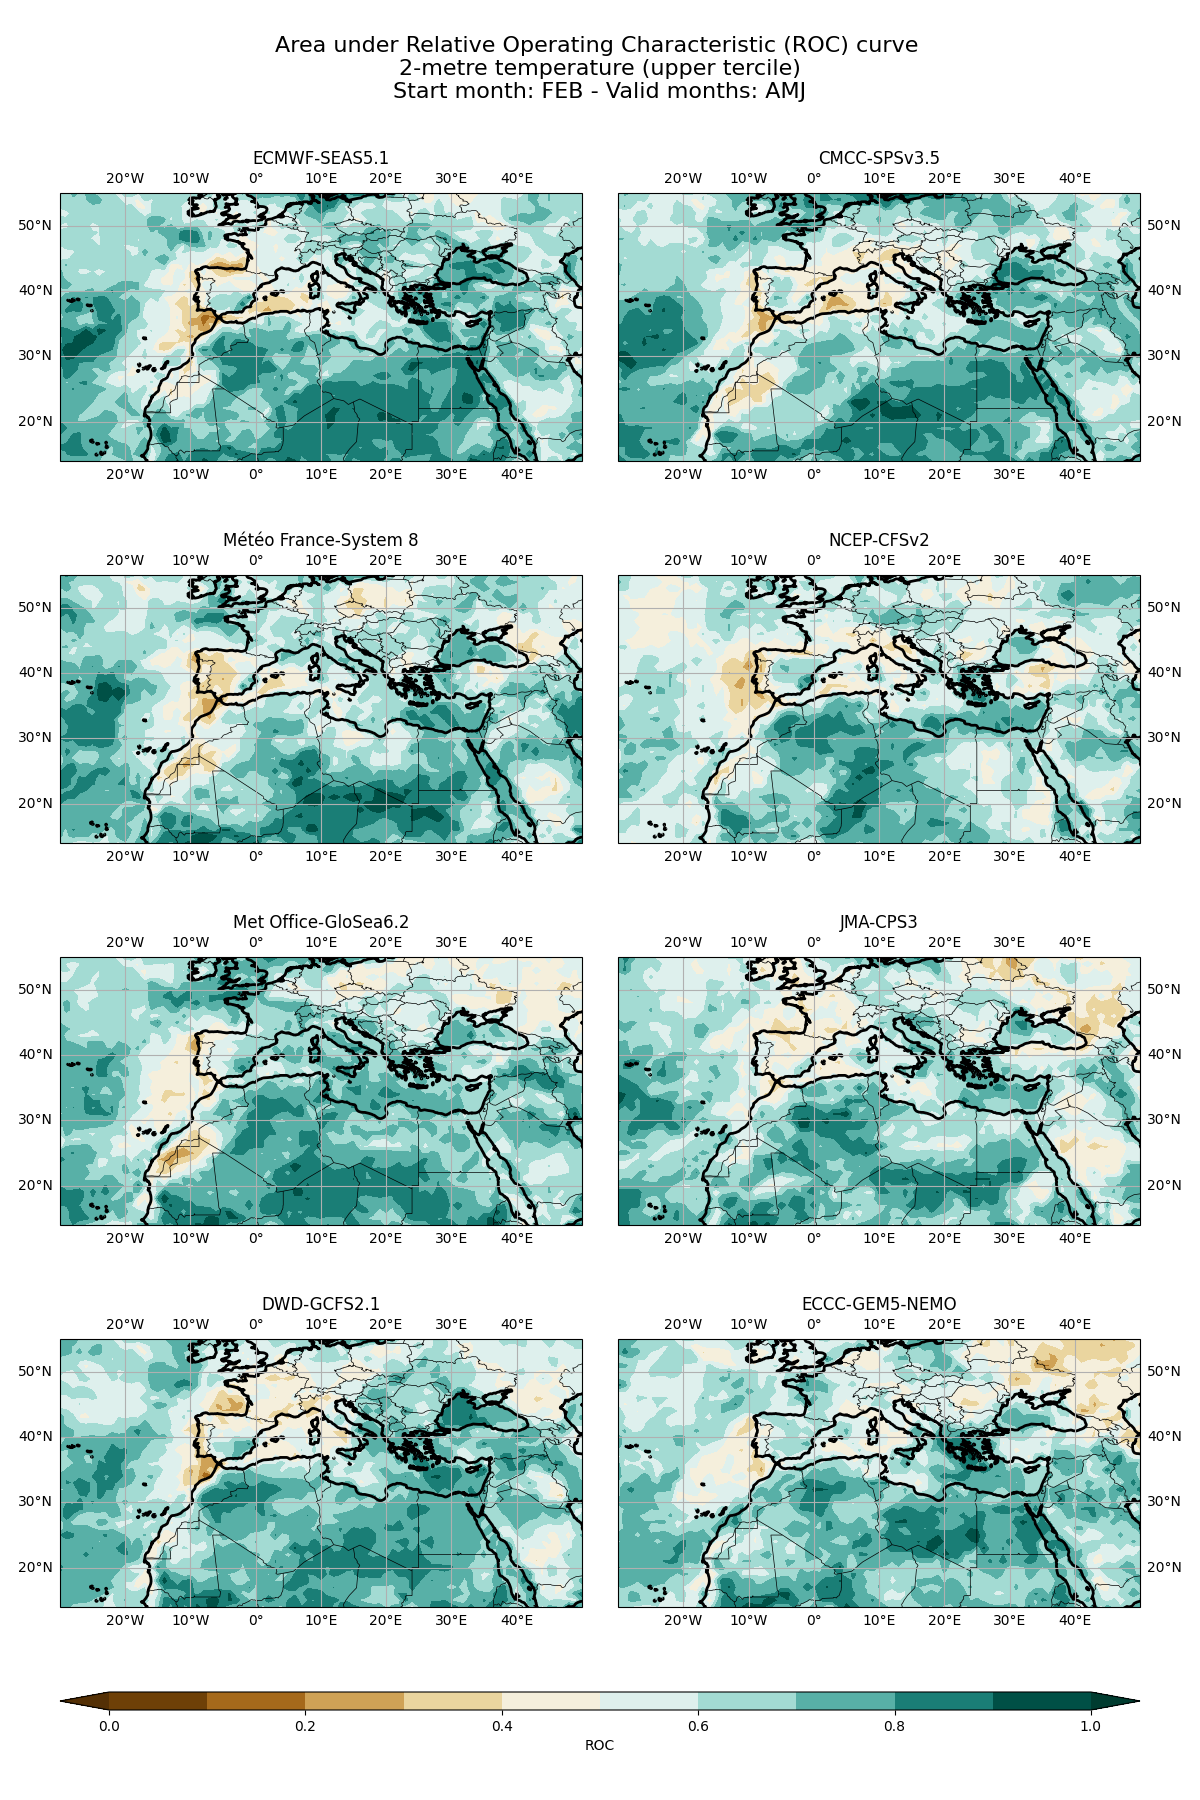 Area under Relative Operating Characteristic (ROC) curve
2-metre temperature (upper tercile)
Start month: FEB - Valid months: AMJ
ECMWF-SEAS5.1
20°W 10°W 0° 10°E 20°E 30°E 40°E
50°N
40°N
30°N
20°N
20°W 10°W 0° 10°E 20°E 30°E 40°E
CMCC-SPSv3.5
20°W 10°W 0° 10°E 20°E 30°E 40°E
50°N
40°N
30°N
20°N
20°W 10°W 0° 10°E 20°E 30°E 40°E
Météo France-System 8
20°W 10°W 0° 10°E 20°E 30°E 40°E
50°N
40°N
30°N
20°N
20°W 10°W 0° 10°E 20°E 30°E 40°E
NCEP-CFSv2
20°W 10°W 0° 10°E 20°E 30°E 40°E
50°N
40°N
30°N
20°N
20°W 10°W 0° 10°E 20°E 30°E 40°E
Met Office-GloSea6.2
20°W 10°W 0° 10°E 20°E 30°E 40°E
50°N
40°N
30°N
20°N
20°W 10°W 0° 10°E 20°E 30°E 40°E
JMA-CPS3
20°W 10°W 0° 10°E 20°E 30°E 40°E
50°N
40°N
30°N
20°N
20°W 10°W 0° 10°E 20°E 30°E 40°E
DWD-GCFS2.1
20°W 10°W 0° 10°E 20°E 30°E 40°E
50°N
40°N
30°N
20°N
20°W 10°W 0° 10°E 20°E 30°E 40°E
ECCC-GEM5-NEMO
20°W 10°W 0° 10°E 20°E 30°E 40°E
50°N
40°N
30°N
20°N
20°W 10°W 0° 10°E 20°E 30°E 40°E
0.0 0.2 0.4 0.6 0.8 1.0
ROC